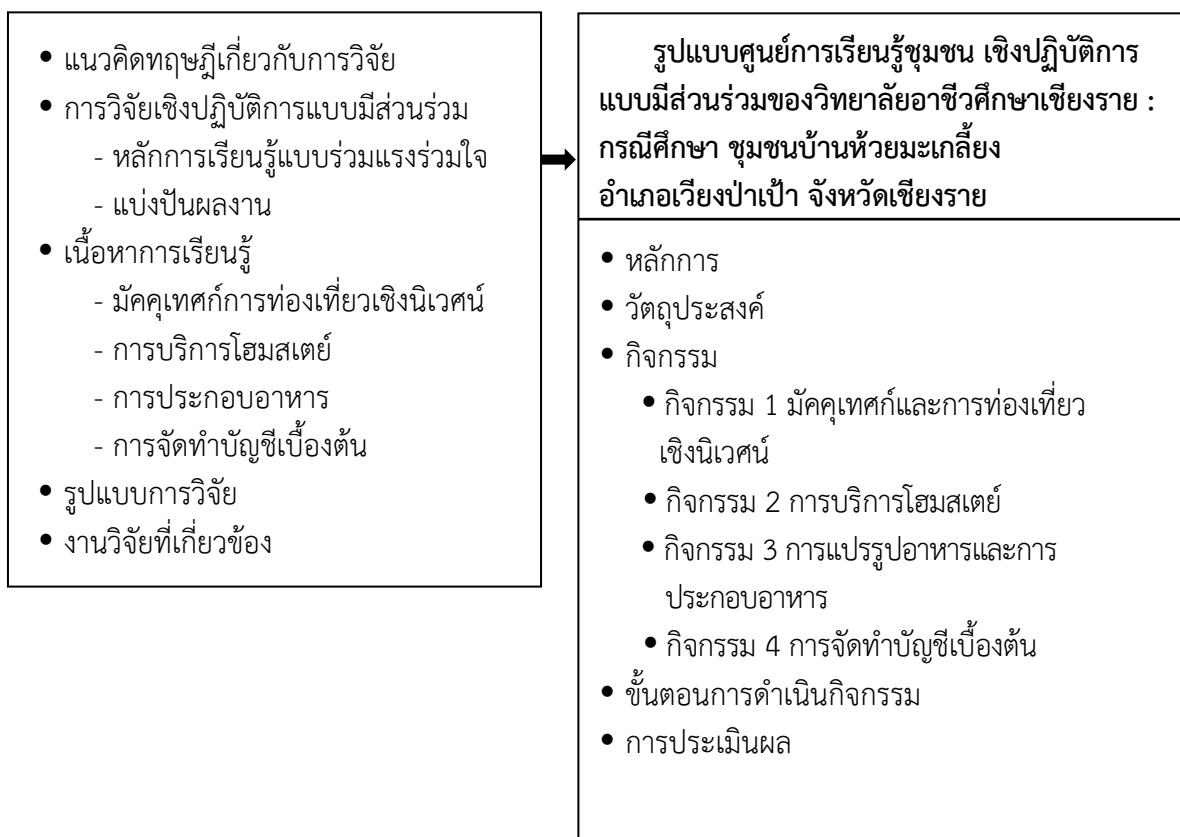 • แนวคิดทฤษฎีเกี่ยวกับการวิจัย
• การวิจัยเชิงปฏิบัติการแบบมีส่วนร่วม
- หลักการเรียนรู้แบบร่วมแรงร่วมใจ
- แบ่งปันผลงาน
• เนื้อหาการเรียนรู้
- มัคคุเทศก์การท่องเที่ยวเชิงนิเวศน์
- การบริการโฮมสเตย์
- การประกอบอาหาร
- การจัดทำบัญชีเบื้องต้น
• รูปแบบการวิจัย
• งานวิจัยที่เกี่ยวข้อง
รูปแบบศูนย์การเรียนรู้ชุมชน เชิงปฏิบัติการ
แบบมีส่วนร่วมของวิทยาลัยอาชีวศึกษาเชียงราย :
กรณีศึกษา ชุมชนบ้านห้วยมะเกลี้ยง
อำเภอเวียงป่าเป้า จังหวัดเชียงราย
• หลักการ
• วัตถุประสงค์
• กิจกรรม
• กิจกรรม 1 มัคคุเทศก์และการท่องเที่ยว
เชิงนิเวศน์
• กิจกรรม 2 การบริการโฮมสเตย์
• กิจกรรม 3 การแปรรูปอาหารและการ
ประกอบอาหาร
• กิจกรรม 4 การจัดทำบัญชีเบื้องต้น
• ขั้นตอนการดำเนินกิจกรรม
• การประเมินผล